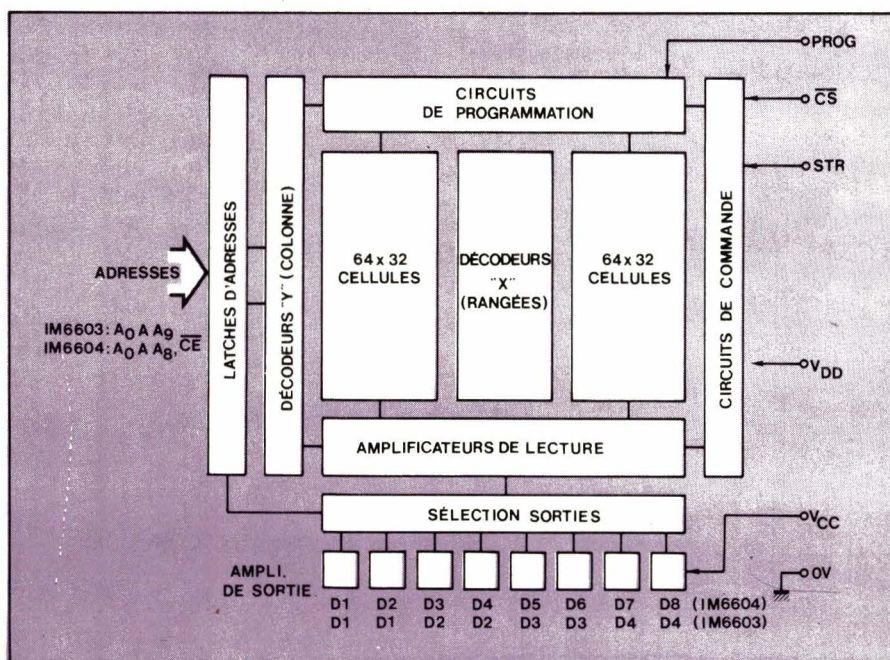 PROG
CIRCUITS
DE PROGRAMMATION
CS
STR
LATCHES D'ADRESSES
DÉCODEURS "Y" (COLONNE)
64 x 32
CELLULES
DÉCODEURS
"X"
(RANGÉES)
64 x 32
CELLULES
CIRCUITS DE COMMANDE
ADRESSES
IM6603: A0 A A9
IM6604: A0 A A8, CE
VDD
AMPLIFICATEURS DE LECTURE
SÉLECTION SORTIES
VCC
AMPLI.
DE SORTIE
0V
D1 D2 D3 D4 D5 D6 D7 D8 (IM6604)
D1 D1 D2 D2 D3 D3 D4 D4 (IM6603)